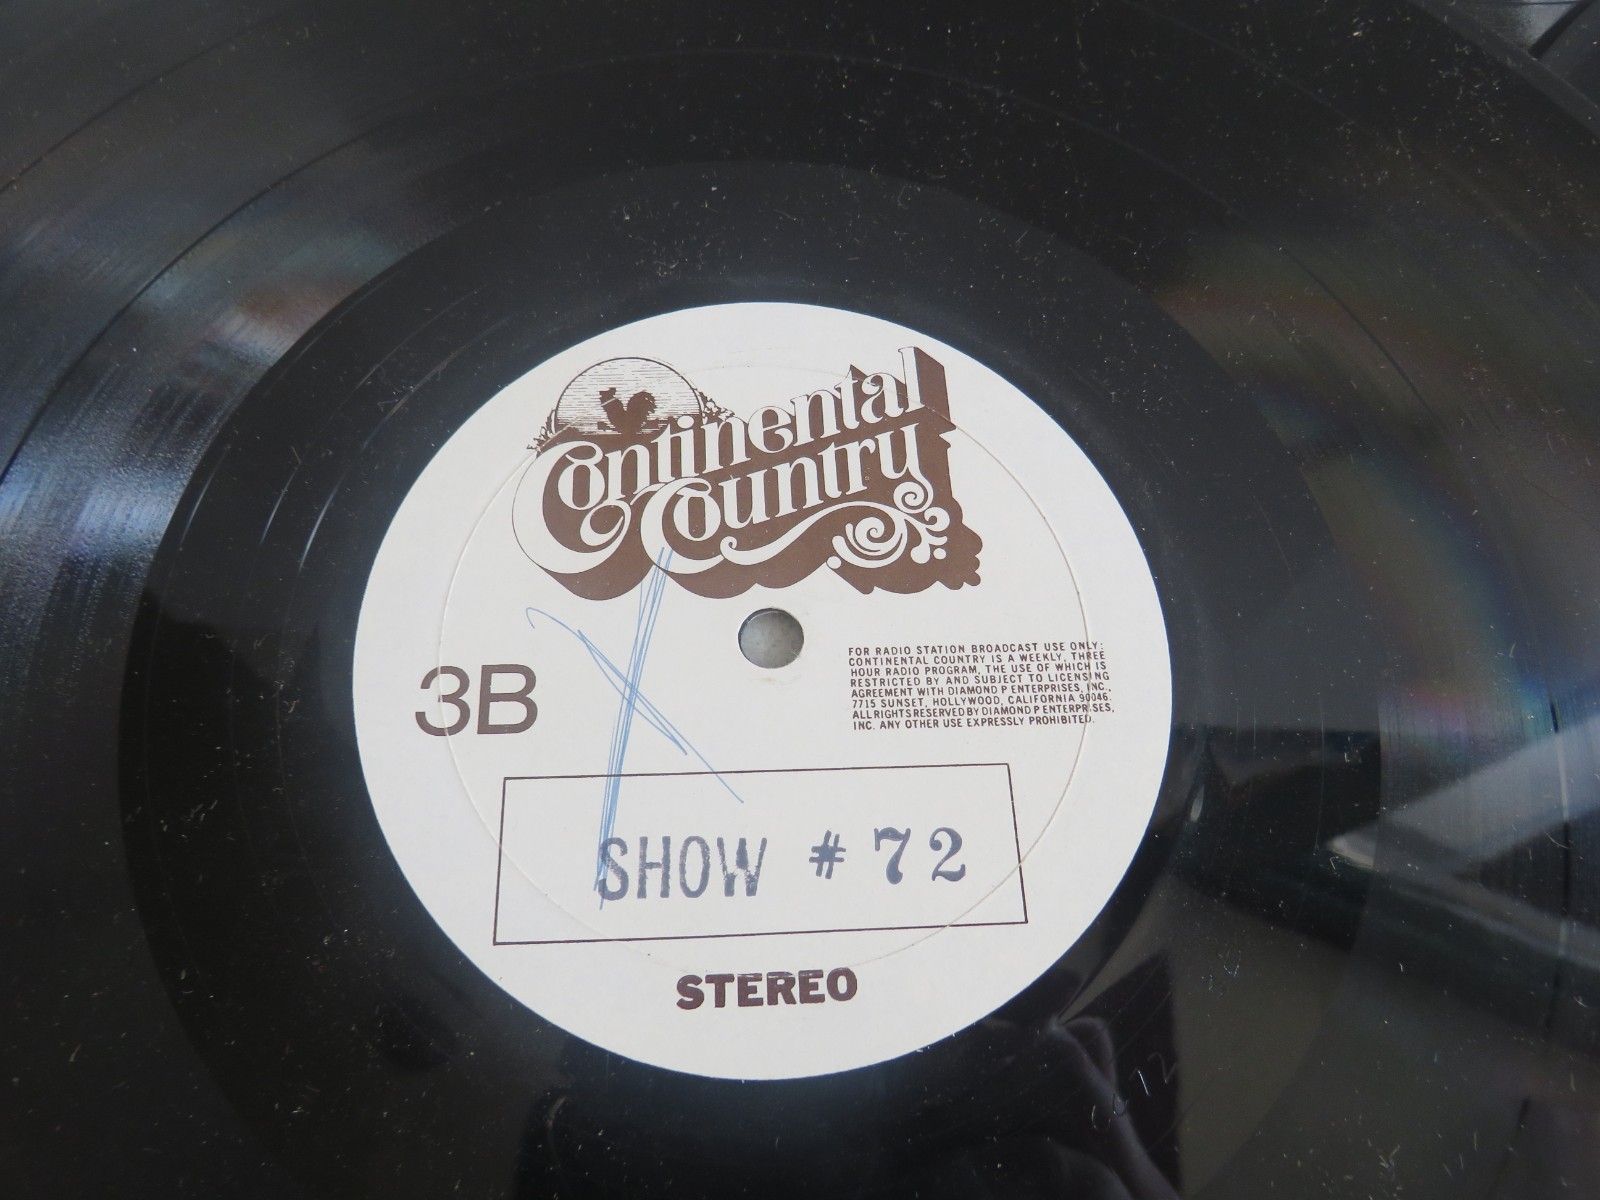 Continental
Country
FOR RADIO STATION BROADCAST USE ONLY:
CONTINENTAL COUNTRY IS A WEEKLY, THREE
HOUR RADIO PROGRAM, THE USE OF WHICH IS
RESTRICTED BY AND SUBJECT TO LICENSING
AGREEMENT WITH DIAMOND P ENTERPRISES, INC.,
7715 SUNSET, HOLLYWOOD, CALIFORNIA 90046.
ALL RIGHTS RESERVED BY DIAMOND P ENTERPRISES,
INC. ANY OTHER USE EXPRESSLY PROHIBITED.
3B
SHOW # 72
STEREO